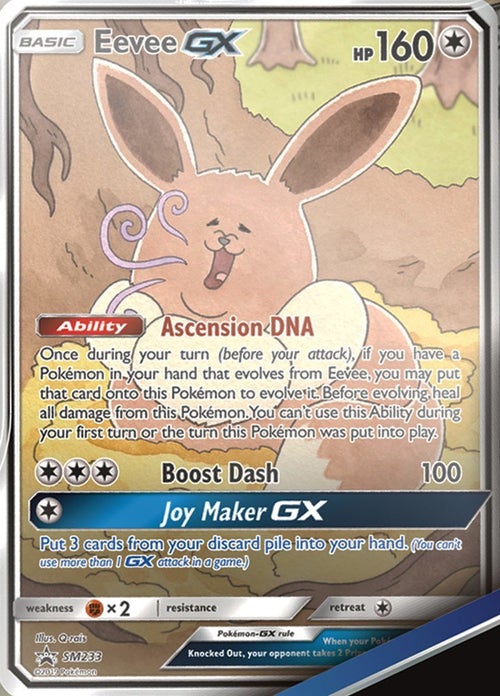 BASIC Eevee GX HP 160
Ability Ascension DNA
Once during your turn (before your attack), if you have a
Pokémon in your hand that evolves from Eevee, you may put
that card onto this Pokémon to evolve it. Before evolving, heal
all damage from this Pokémon. You can't use this Ability during
your first turn or the turn this Pokémon was put into play.
Boost Dash 100
Joy Maker GX
Put 3 cards from your discard pile into your hand. (You can't
use more than 1 GX attack in a game.)
weakness ×2 resistance retreat
Illus. Q-rais
SM233
©2019 Pokémon
Pokémon-GX rule
When your Poké
Knocked Out, your opponent takes 2 Pri